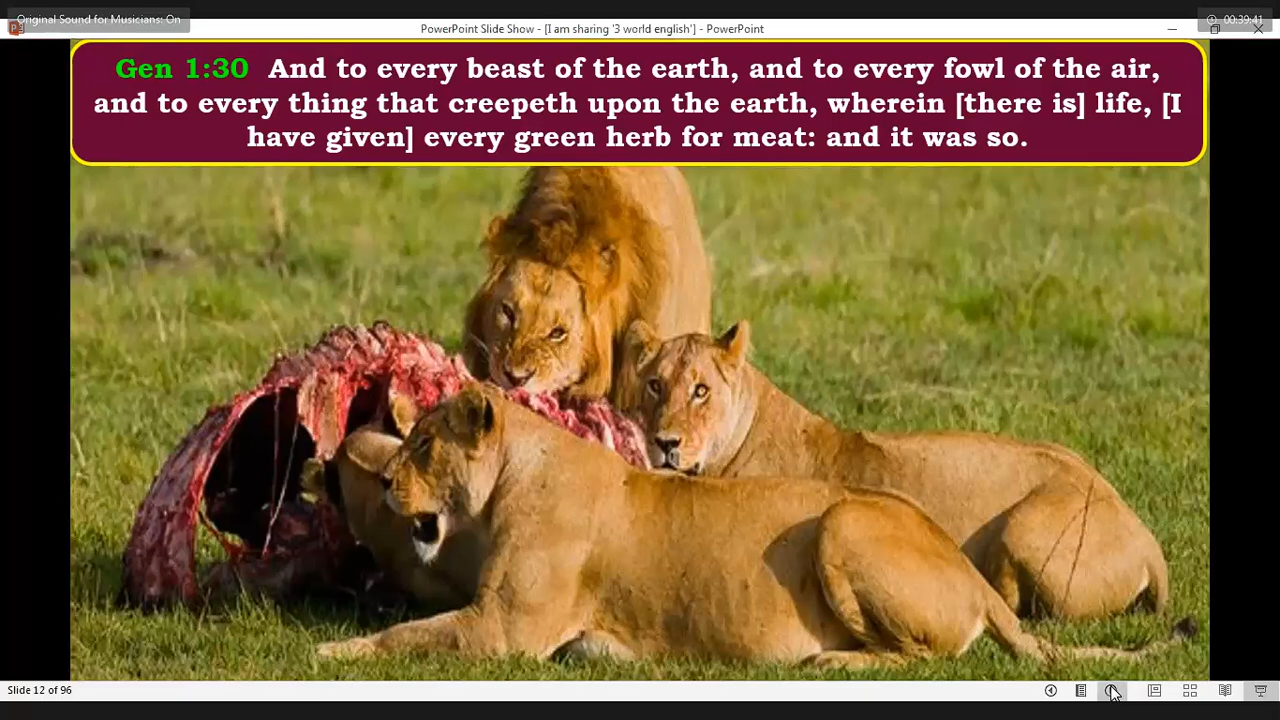 Original Sound for Musicians: On
PowerPoint Slide Show - [I am sharing '3 world english'] - PowerPoint
00:39:41
Gen 1:30 And to every beast of the earth, and to every fowl of the air,
and to every thing that creepeth upon the earth, wherein [there is] life, [I
have given] every green herb for meat: and it was so.
Slide 12 of 96